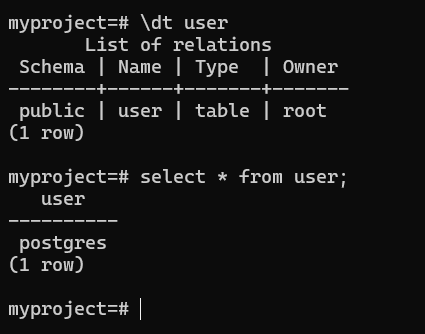 myproject=# \dt user
List of relations
Schema | Name | Type  | Owner
--------+------+-------+-------
public | user | table | root
(1 row)
myproject=# select * from user;
user
----------
postgres
(1 row)
myproject=#